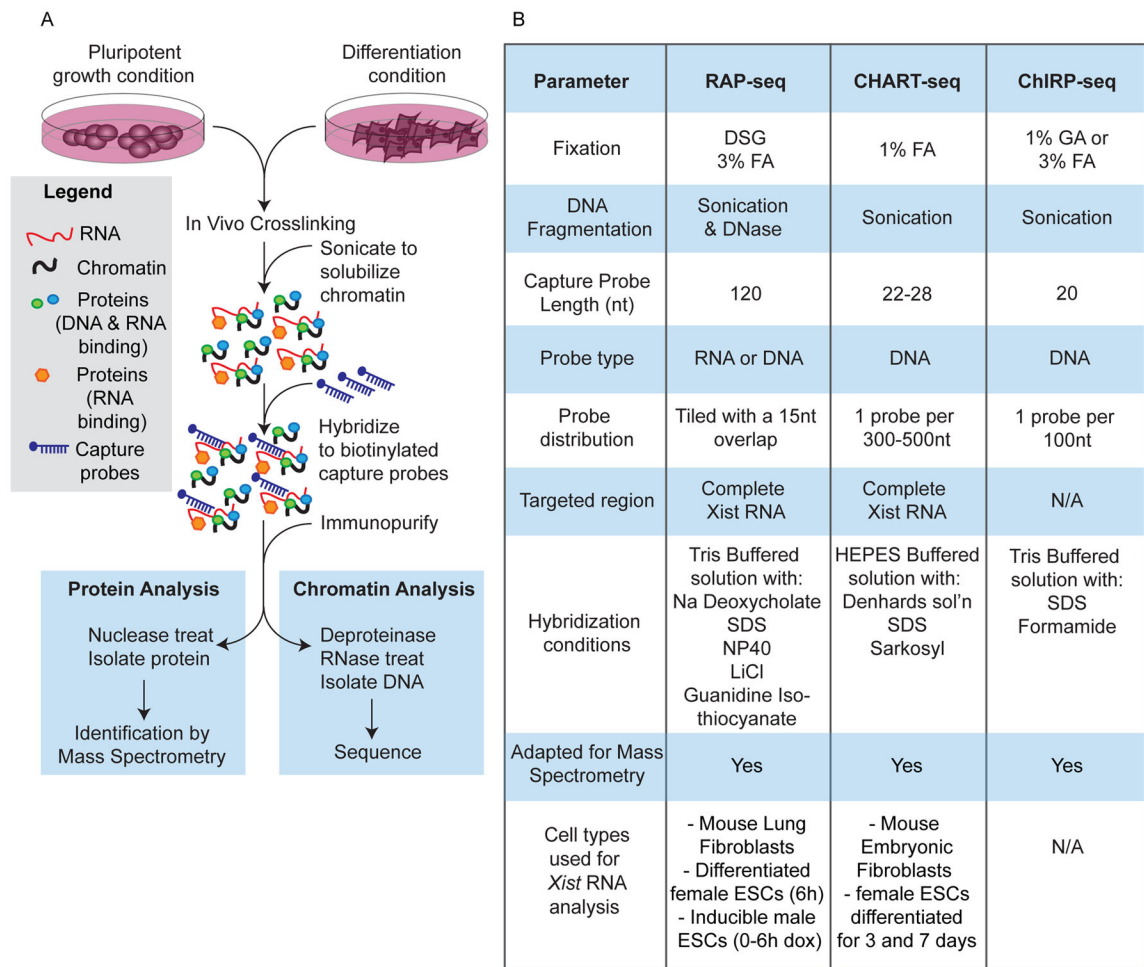 A
Pluripotent
growth condition
Differentiation
condition
Legend
RNA
Chromatin
Proteins
(DNA & RNA
binding)
Proteins
(RNA
binding)
Capture
probes
In Vivo Crosslinking
Sonicate to
solubilize
chromatin
Hybridize
to biotinylated
capture probes
Immunopurify
Protein Analysis
Nuclease treat
Isolate protein
Identification by
Mass Spectrometry
Chromatin Analysis
Deproteinase
RNase treat
Isolate DNA
Sequence
B
Parameter
RAP-seq
CHART-seq
ChIRP-seq
Fixation
DSG
3% FA
1% FA
1% GA or
3% FA
DNA
Fragmentation
Sonication
& DNase
Sonication
Sonication
Capture Probe
Length (nt)
120
22-28
20
Probe type
RNA or DNA
DNA
DNA
Probe
distribution
Tiled with a 15nt
overlap
1 probe per
300-500nt
1 probe per
100nt
Targeted region
Complete
Xist RNA
Complete
Xist RNA
N/A
Hybridization
conditions
Tris Buffered
solution with:
Na Deoxycholate
SDS
NP40
LiCl
Guanidine Iso-
thiocyanate
HEPES Buffered
solution with:
Denhards sol'n
SDS
Sarkosyl
Tris Buffered
solution with:
SDS
Formamide
Adapted for Mass
Spectrometry
Yes
Yes
Yes
Cell types
used for
Xist RNA
analysis
- Mouse Lung
Fibroblasts
- Differentiated
female ESCs (6h)
- Inducible male
ESCs (0-6h dox)
- Mouse
Embryonic
Fibroblasts
- female ESCs
differentiated
for 3 and 7 days
N/A